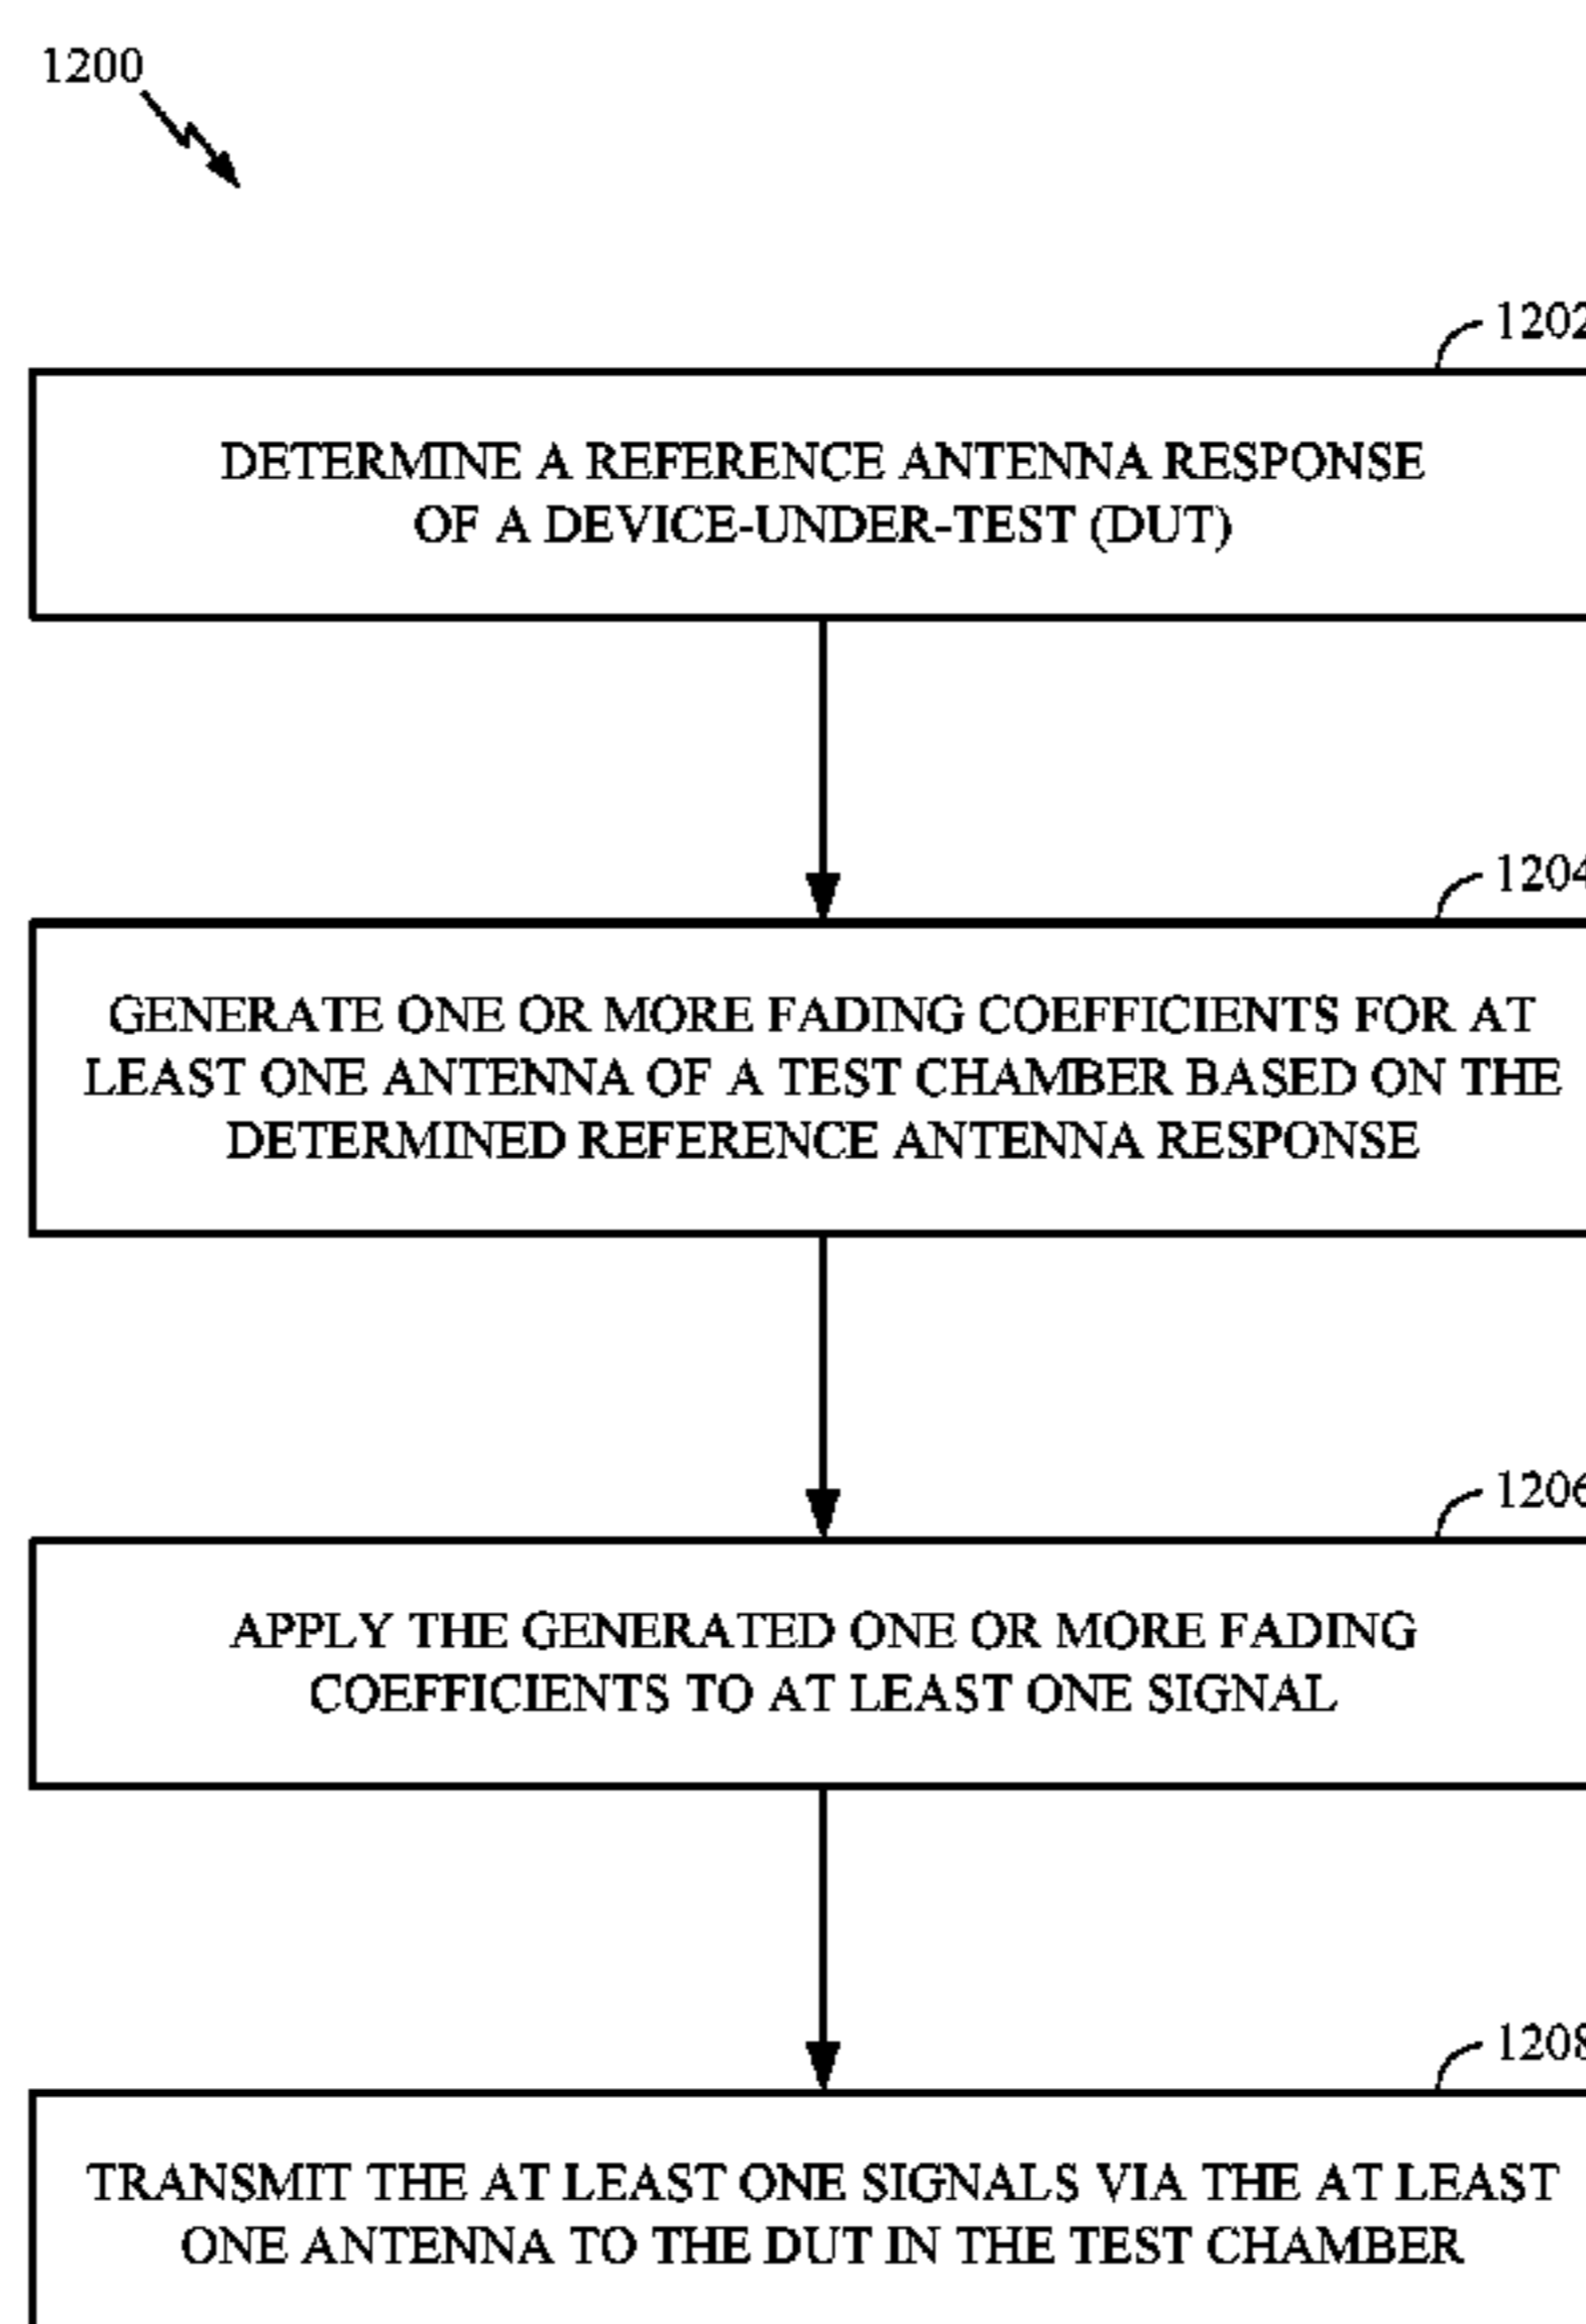 1200
1202
DETERMINE A REFERENCE ANTENNA RESPONSE
OF A DEVICE-UNDER-TEST (DUT)
1204
GENERATE ONE OR MORE FADING COEFFICIENTS FOR AT
LEAST ONE ANTENNA OF A TEST CHAMBER BASED ON THE
DETERMINED REFERENCE ANTENNA RESPONSE
1206
APPLY THE GENERATED ONE OR MORE FADING
COEFFICIENTS TO AT LEAST ONE SIGNAL
1208
TRANSMIT THE AT LEAST ONE SIGNALS VIA THE AT LEAST
ONE ANTENNA TO THE DUT IN THE TEST CHAMBER